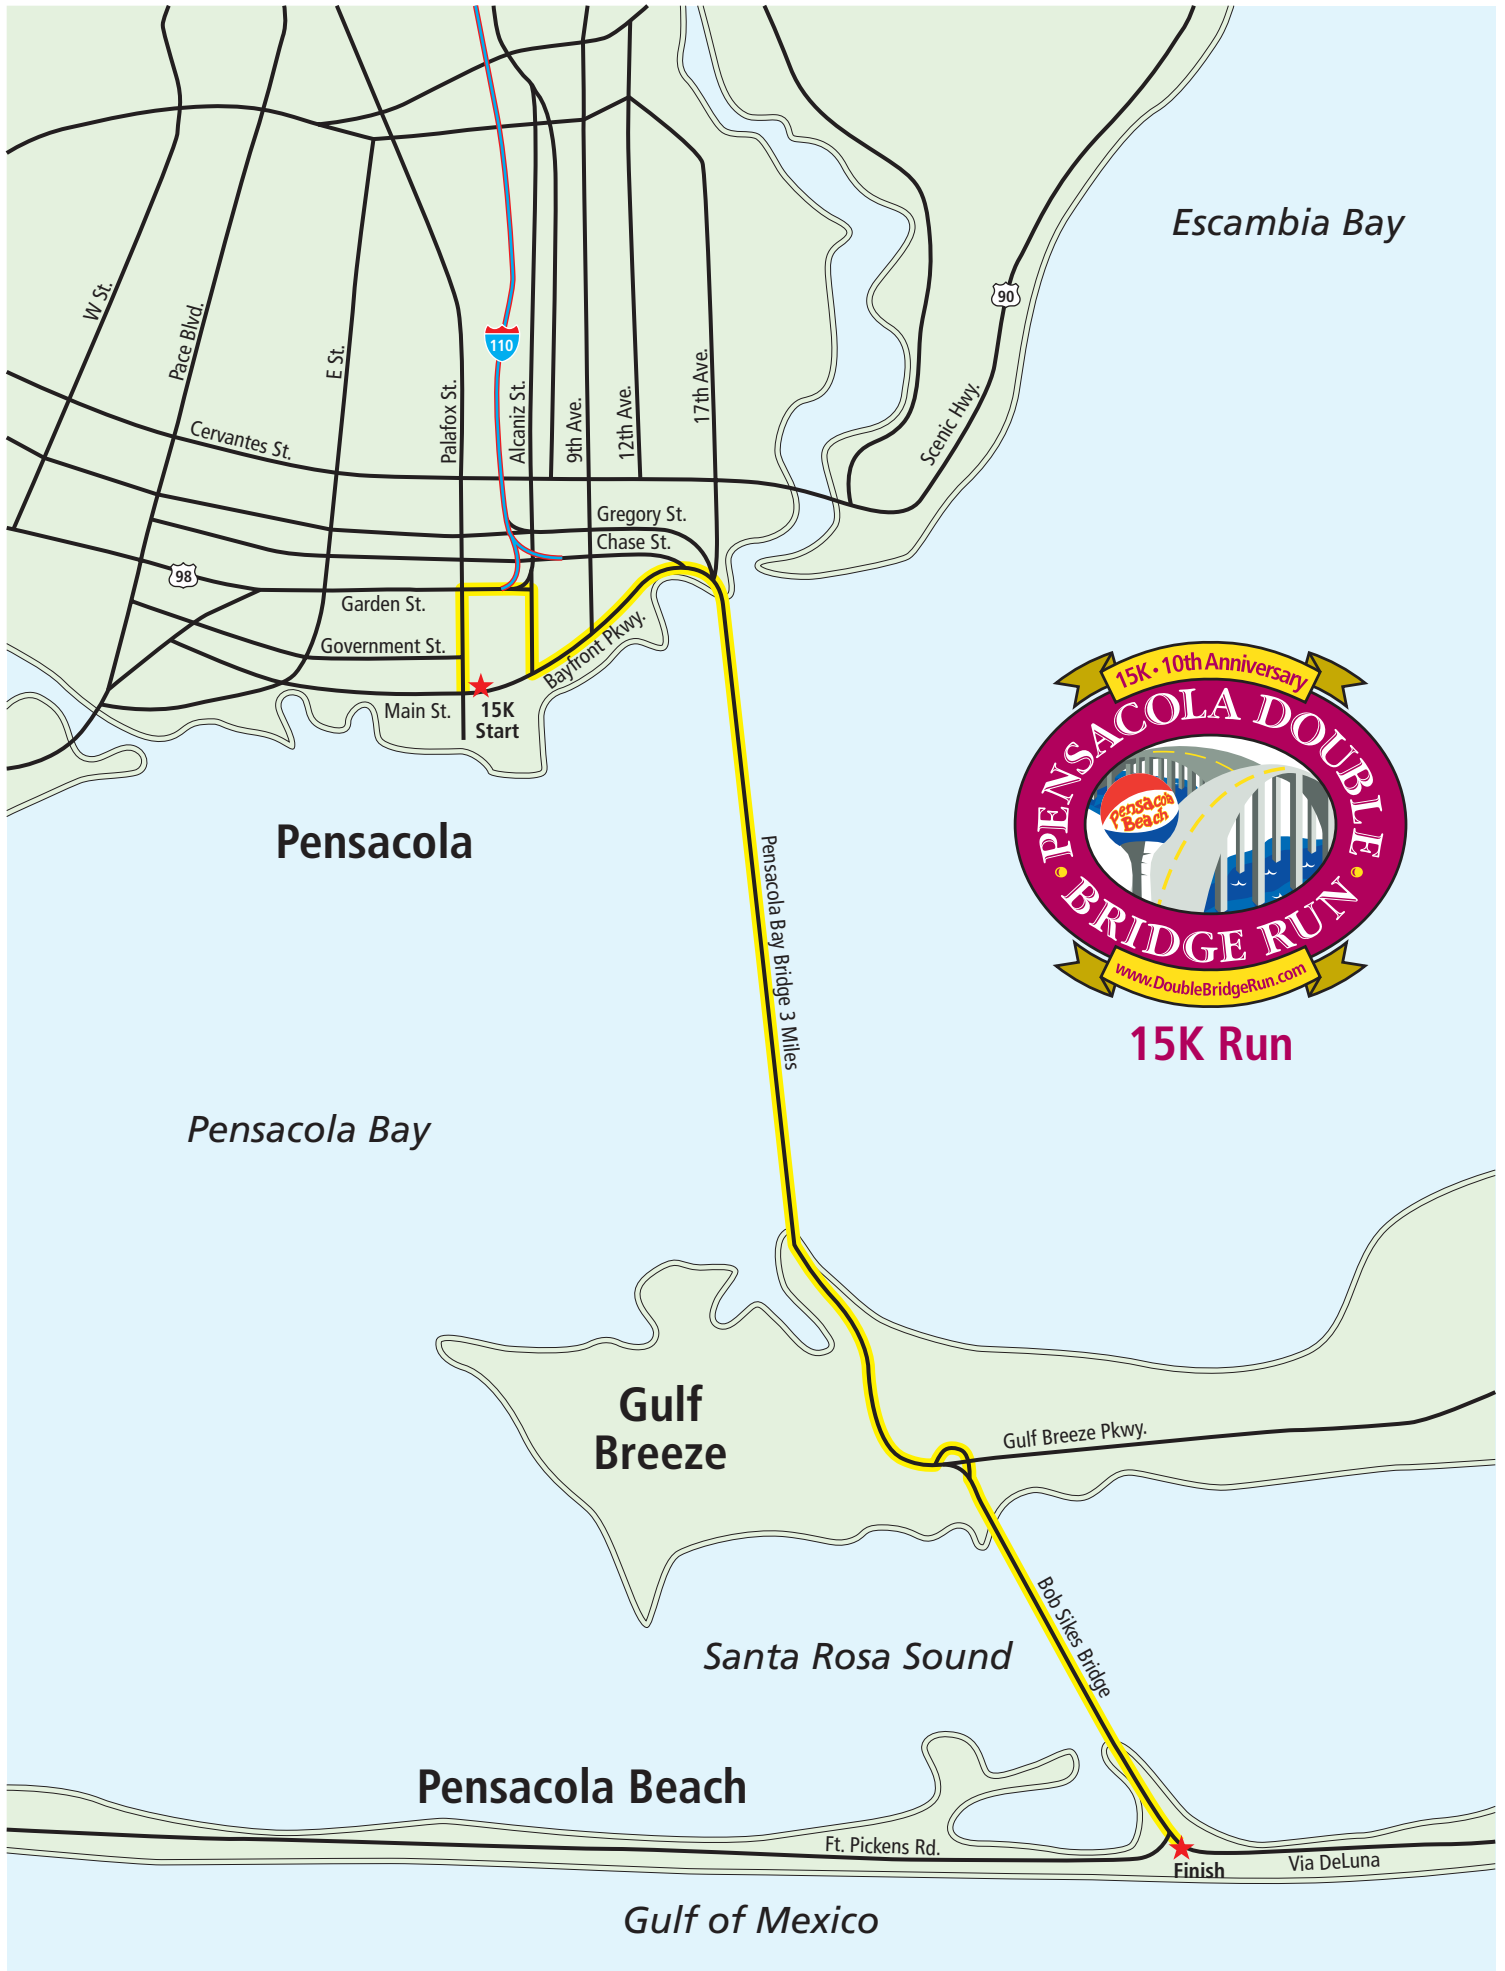 Escambia Bay
90
W St.
Pace Blvd.
E St.
110
Palafox St.
Alcaniz St.
9th Ave.
12th Ave.
17th Ave.
Scenic Hwy.
Cervantes St.
Gregory St.
Chase St.
98
Garden St.
Government St.
Bayfront Pkwy.
Main St.
15K
Start
15K • 10th Anniversary
PENSACOLA DOUBLE
Pensacola
Beach
BRIDGE RUN
www.DoubleBridgeRun.com
15K Run
Pensacola
Pensacola Bay Bridge 3 Miles
Pensacola Bay
Gulf
Breeze
Gulf Breeze Pkwy.
Bob Sikes Bridge
Santa Rosa Sound
Pensacola Beach
Ft. Pickens Rd.
Finish
Via DeLuna
Gulf of Mexico